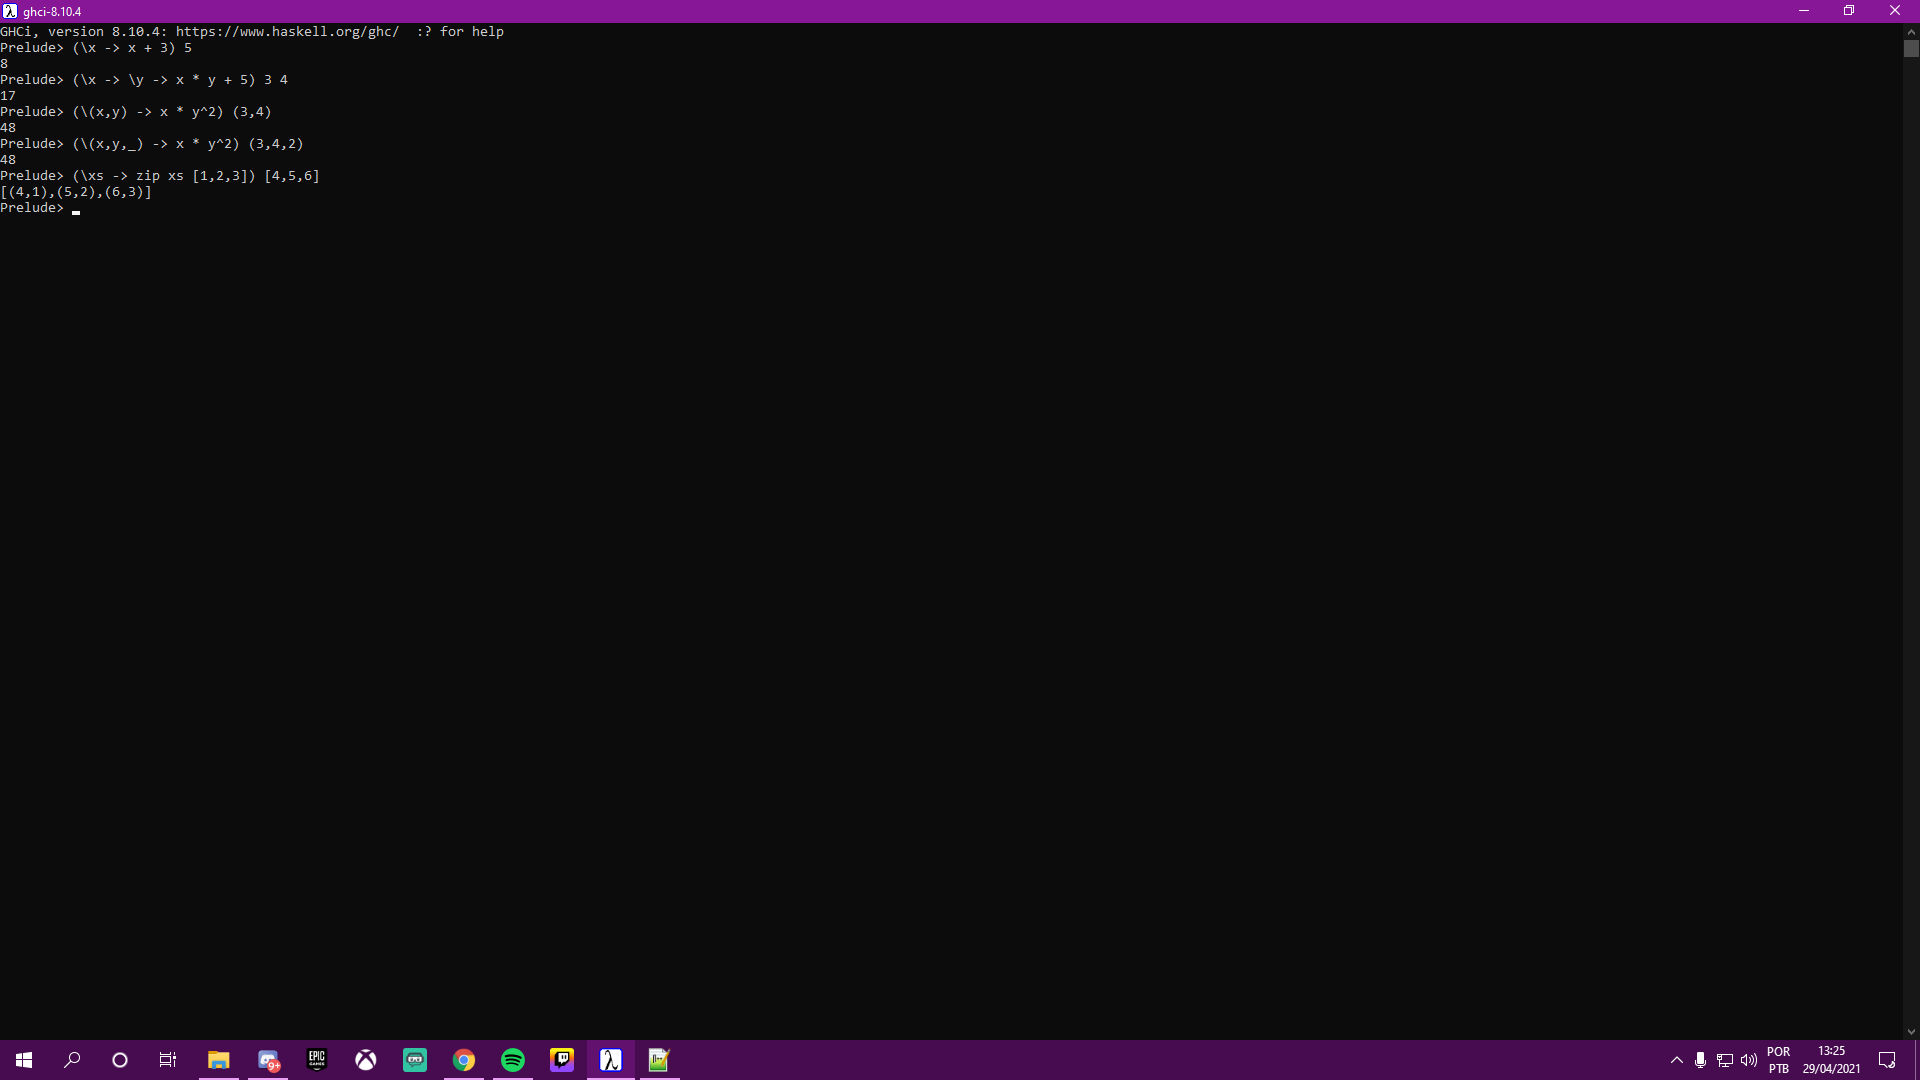 ghci-8.10.4
GHCi, version 8.10.4: https://www.haskell.org/ghc/  :? for help
Prelude> (\x -> x + 3) 5
8
Prelude> (\x -> \y -> x * y + 5) 3 4
17
Prelude> (\(x,y) -> x * y^2) (3,4)
48
Prelude> (\(x,y,_) -> x * y^2) (3,4,2)
48
Prelude> (\xs -> zip xs [1,2,3]) [4,5,6]
[(4,1),(5,2),(6,3)]
Prelude>
9+
EPIC
GAMES
λ
POR
PTB
13:25
29/04/2021